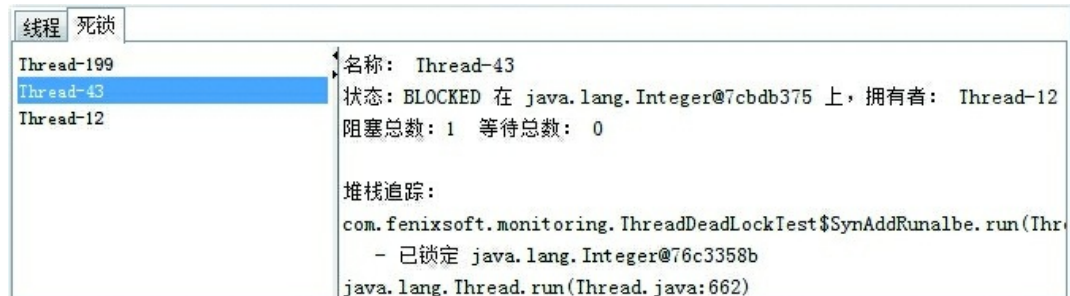 线程 死锁
Thread-199
Thread-43
Thread-12
名称： Thread-43
状态：BLOCKED 在 java.lang.Integer@7cbdb375 上，拥有者： Thread-12
阻塞总数：1 等待总数： 0
堆栈追踪：
com.fenixsoft.monitoring.ThreadDeadLockTest$SynAddRunalbe.run(Thr
- 已锁定 java.lang.Integer@76c3358b
java.lang.Thread.run(Thread.java:662)